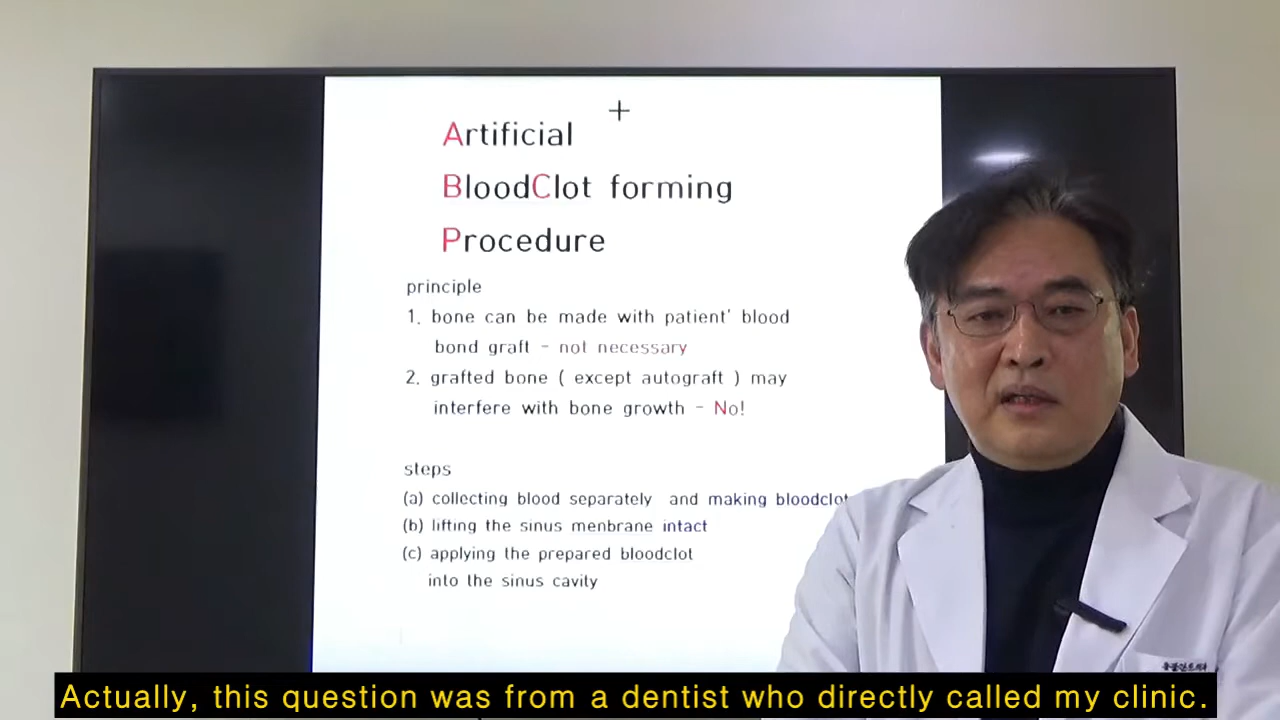 Artificial
BloodClot forming
Procedure
principle
1. bone can be made with patient' blood
bond graft - not necessary
2. grafted bone ( except autograft ) may
interfere with bone growth - No!
steps
(a) collecting blood separately and making bloodclot
(b) lifting the sinus menbrane intact
(c) applying the prepared bloodclot
into the sinus cavity
Actually, this question was from a dentist who directly called my clinic.